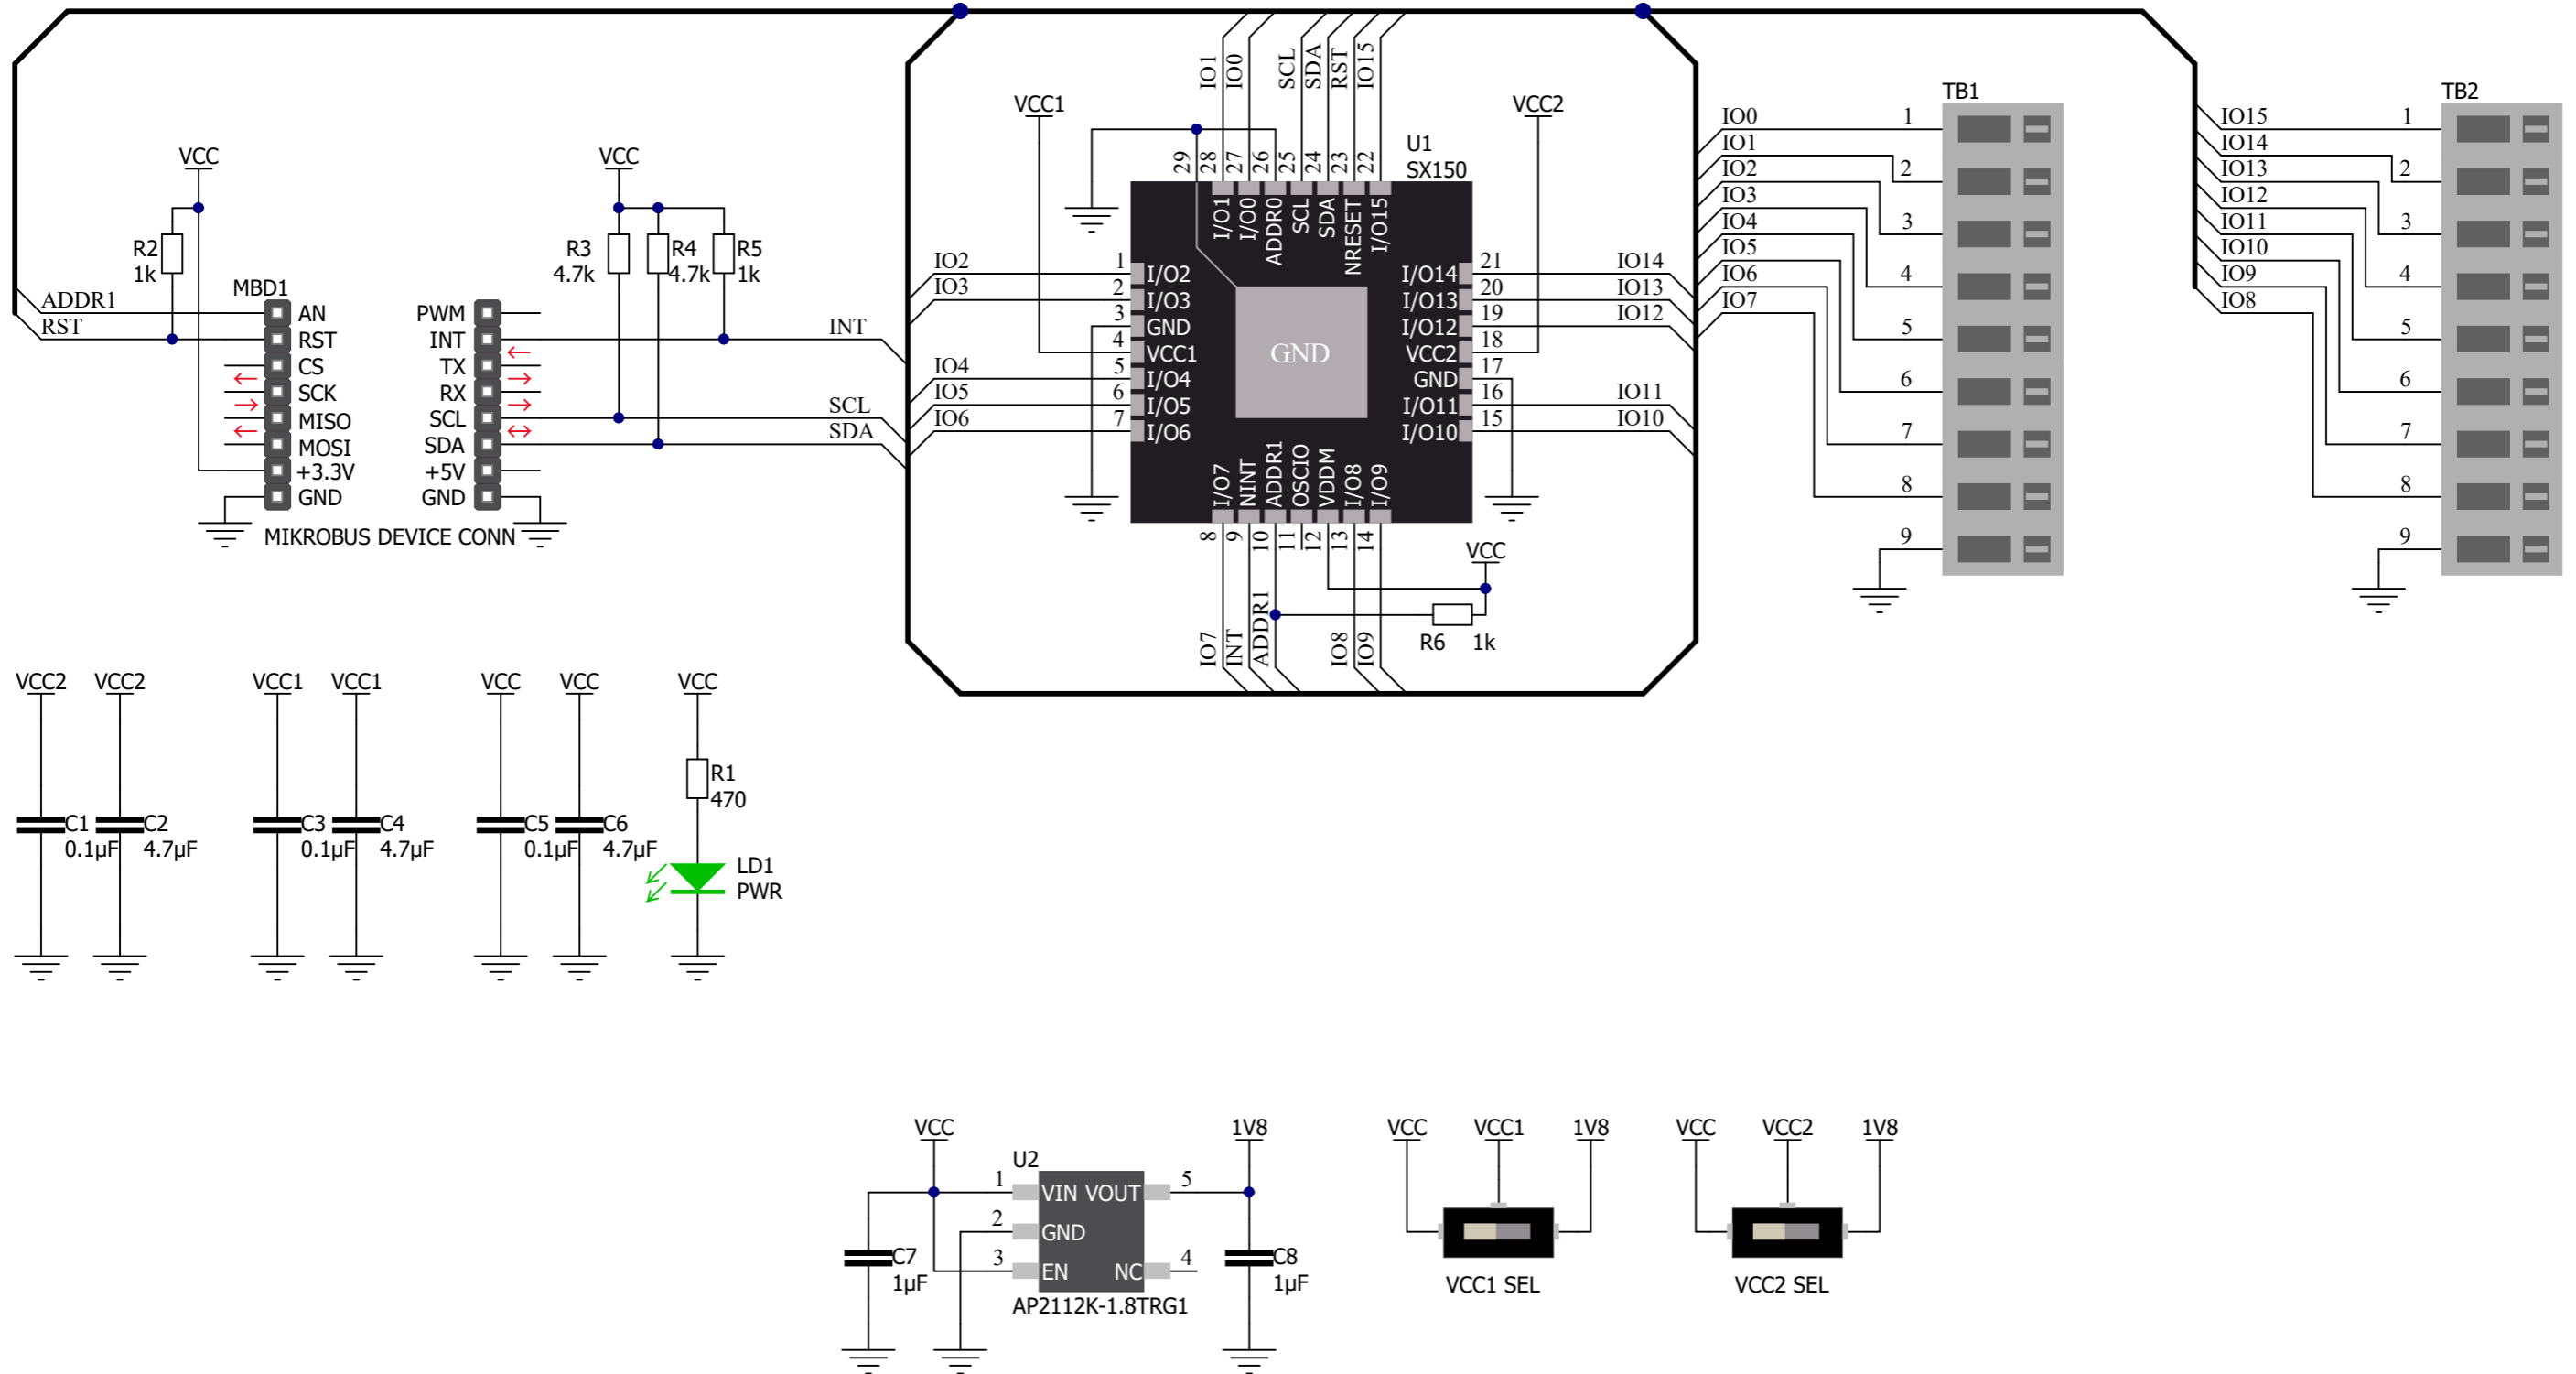 VCC
R2
1k
MBD1
ADDR1
RST
AN
RST
CS
SCK
MISO
MOSI
+3.3V
GND
MIKROBUS DEVICE CONN
VCC
R3
4.7k
R4
4.7k
R5
1k
PWM
INT
TX
RX
SCL
SDA
+5V
GND
INT
SCL
SDA
VCC1
VCC2
U1
SX150
IO1
IO0
SCL
SDA
RST
IO15
29
28
27
26
25
24
23
22
I/O1
I/O0
ADDR0
SCL
SDA
NRESET
I/O15
IO2 1 I/O2
IO3 2 I/O3
3 GND
4 VCC1
IO4 5 I/O4
IO5 6 I/O5
IO6 7 I/O6
GND
I/O14 21 IO14
I/O13 20 IO13
I/O12 19 IO12
VCC2 18
GND 17
I/O11 16 IO11
I/O10 15 IO10
I/O7
NINT
ADDR1
OSCIO
VDDM
I/O8
I/O9
8
9
10
11
12
13
14
IO7
INT
ADDR1
IO8
IO9
VCC
R6 1k
TB1
IO0
IO1
IO2
IO3
IO4
IO5
IO6
IO7
1
2
3
4
5
6
7
8
9
TB2
IO15
IO14
IO13
IO12
IO11
IO10
IO9
IO8
1
2
3
4
5
6
7
8
9
VCC2
C1
0.1µF
VCC2
C2
4.7µF
VCC1
C3
0.1µF
VCC1
C4
4.7µF
VCC
C5
0.1µF
VCC
C6
4.7µF
VCC
R1
470
LD1
PWR
VCC
1V8
U2
1 VIN VOUT 5
2 GND
3 EN NC 4
AP2112K-1.8TRG1
C7
1µF
C8
1µF
VCC VCC1 1V8
VCC1 SEL
VCC VCC2 1V8
VCC2 SEL